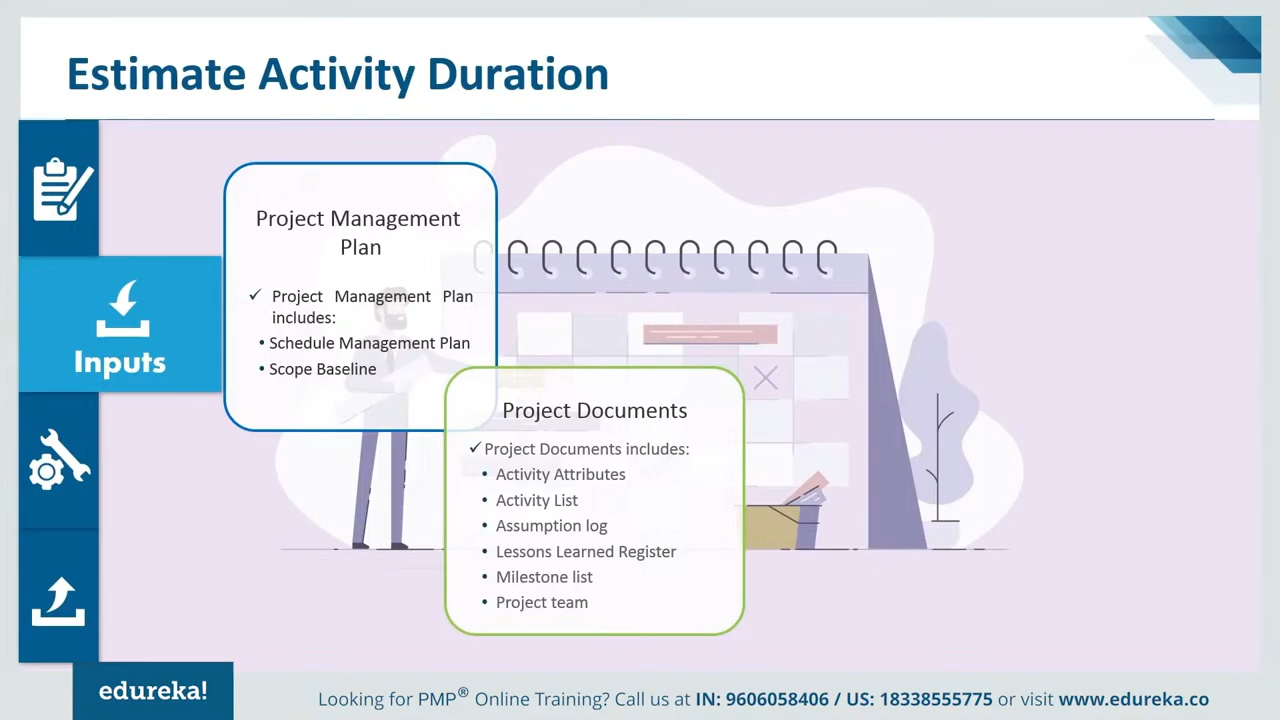 Estimate Activity Duration
Inputs
Project Management
Plan
✓ Project Management Plan
includes:
• Schedule Management Plan
• Scope Baseline
Project Documents
✓Project Documents includes:
• Activity Attributes
• Activity List
• Assumption log
• Lessons Learned Register
• Milestone list
• Project team
edureka!
Looking for PMP® Online Training? Call us at IN: 9606058406 / US: 18338555775 or visit www.edureka.co